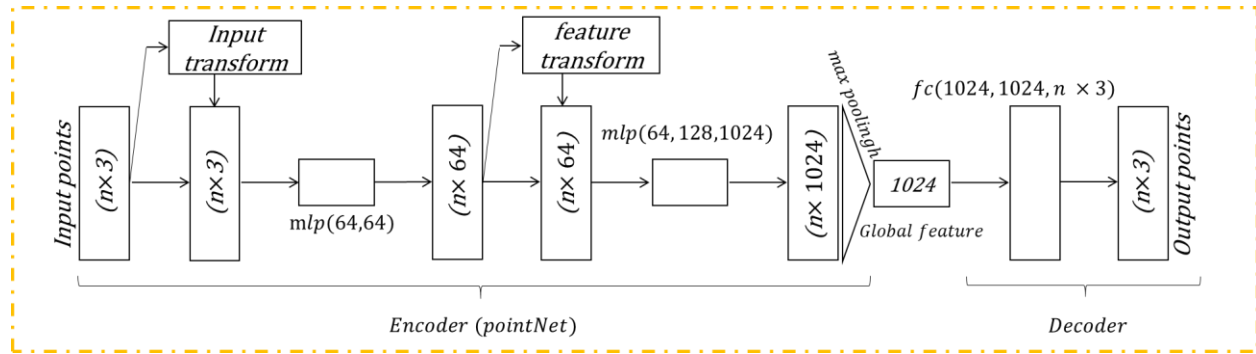 Input
transform
feature
transform
Input points
(n×3)
(n×3)
mlp(64,64)
(n× 64)
(n× 64)
mlp(64,128,1024)
(n× 1024)
max poolingh
1024
Global feature
fc(1024,1024,n ×3)
(n×3)
Output points
Encoder (pointNet)
Decoder